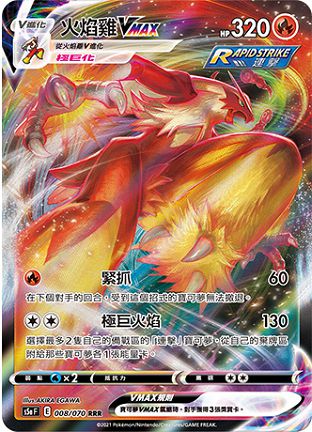 V進化
火焰雞VMAX
HP320
從火焰雞V進化
極巨化
RAPID STRIKE
連擊
緊抓 60
在下個對手的回合，受到這個招式的寶可夢無法撤退。
極巨火焰 130
選擇最多2隻自己的備戰區的「連擊」寶可夢，從自己的棄牌區附給那些寶可夢各1張能量卡。
弱點 ×2 抵抗力 撤退
illus. AKIRA EGAWA
VMAX規則
s5a F E 008/070 RRR
寶可夢VMAX氣絕時，對手獲得3張獎賞卡。
©2021 Pokémon/Nintendo/Creatures/GAME FREAK.